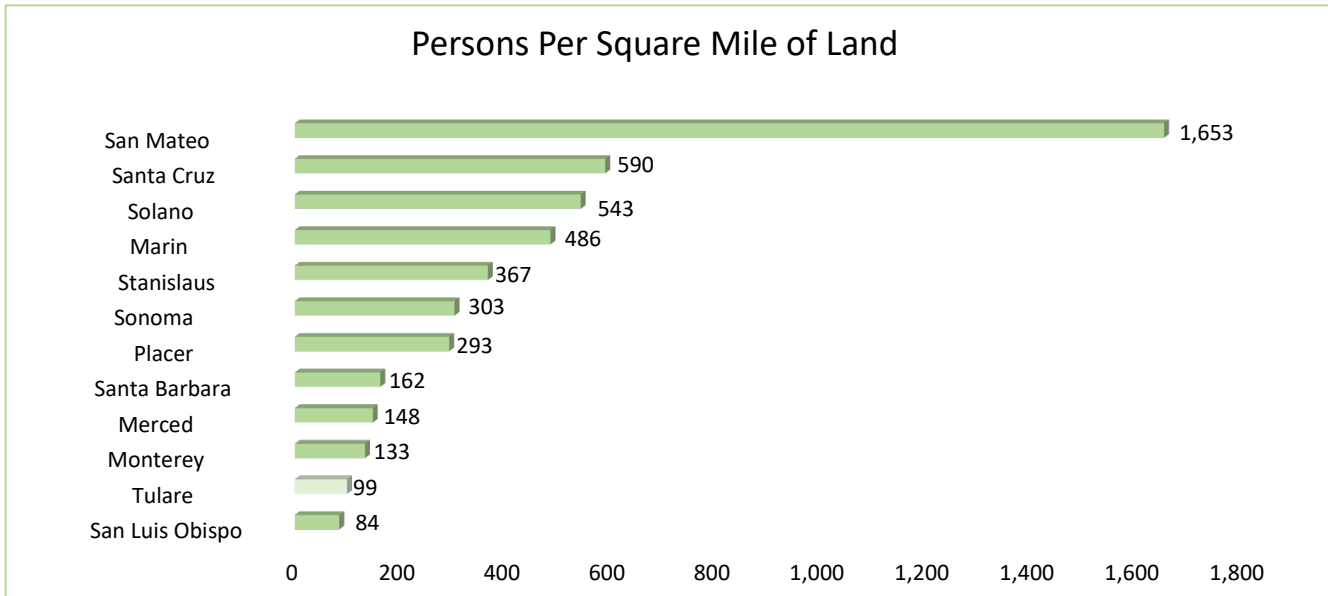 Persons Per Square Mile of Land
San Mateo 1,653
Santa Cruz 590
Solano 543
Marin 486
Stanislaus 367
Sonoma 303
Placer 293
Santa Barbara 162
Merced 148
Monterey 133
Tulare 99
San Luis Obispo 84
0 200 400 600 800 1,000 1,200 1,400 1,600 1,800